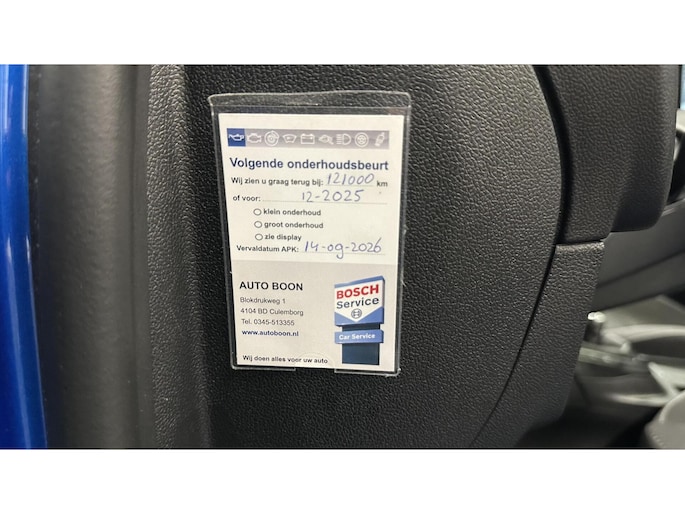 Volgende onderhoudsbeurt
Wij zien u graag terug bij: 121000 km
of voor: 12-2025
klein onderhoud
groot onderhoud
zie display
Vervaldatum APK: 14-09-2026
AUTO BOON
Blokdrukweg 1
4104 BD Culemborg
Tel. 0345-513355
www.autoboon.nl
Wij doen alles voor uw auto
BOSCH
Service
Car Service